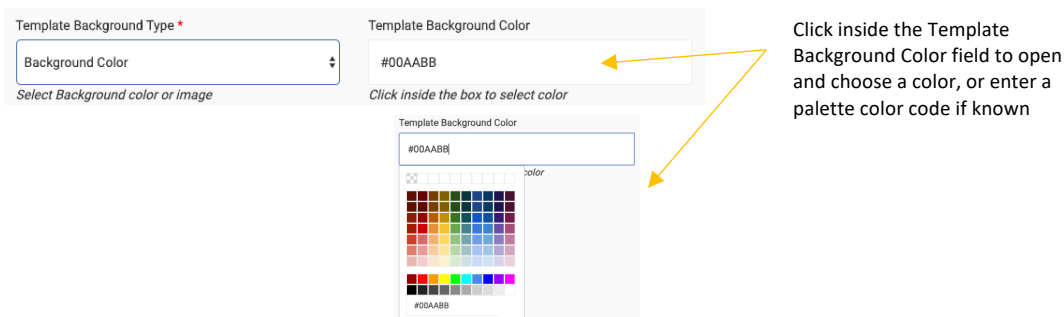 Template Background Type *
Template Background Color
Background Color
#00AABB
Select Background color or image
Click inside the box to select color
Click inside the Template
Background Color field to open
and choose a color, or enter a
palette color code if known
Template Background Color
#00AABB
color
#00AABB